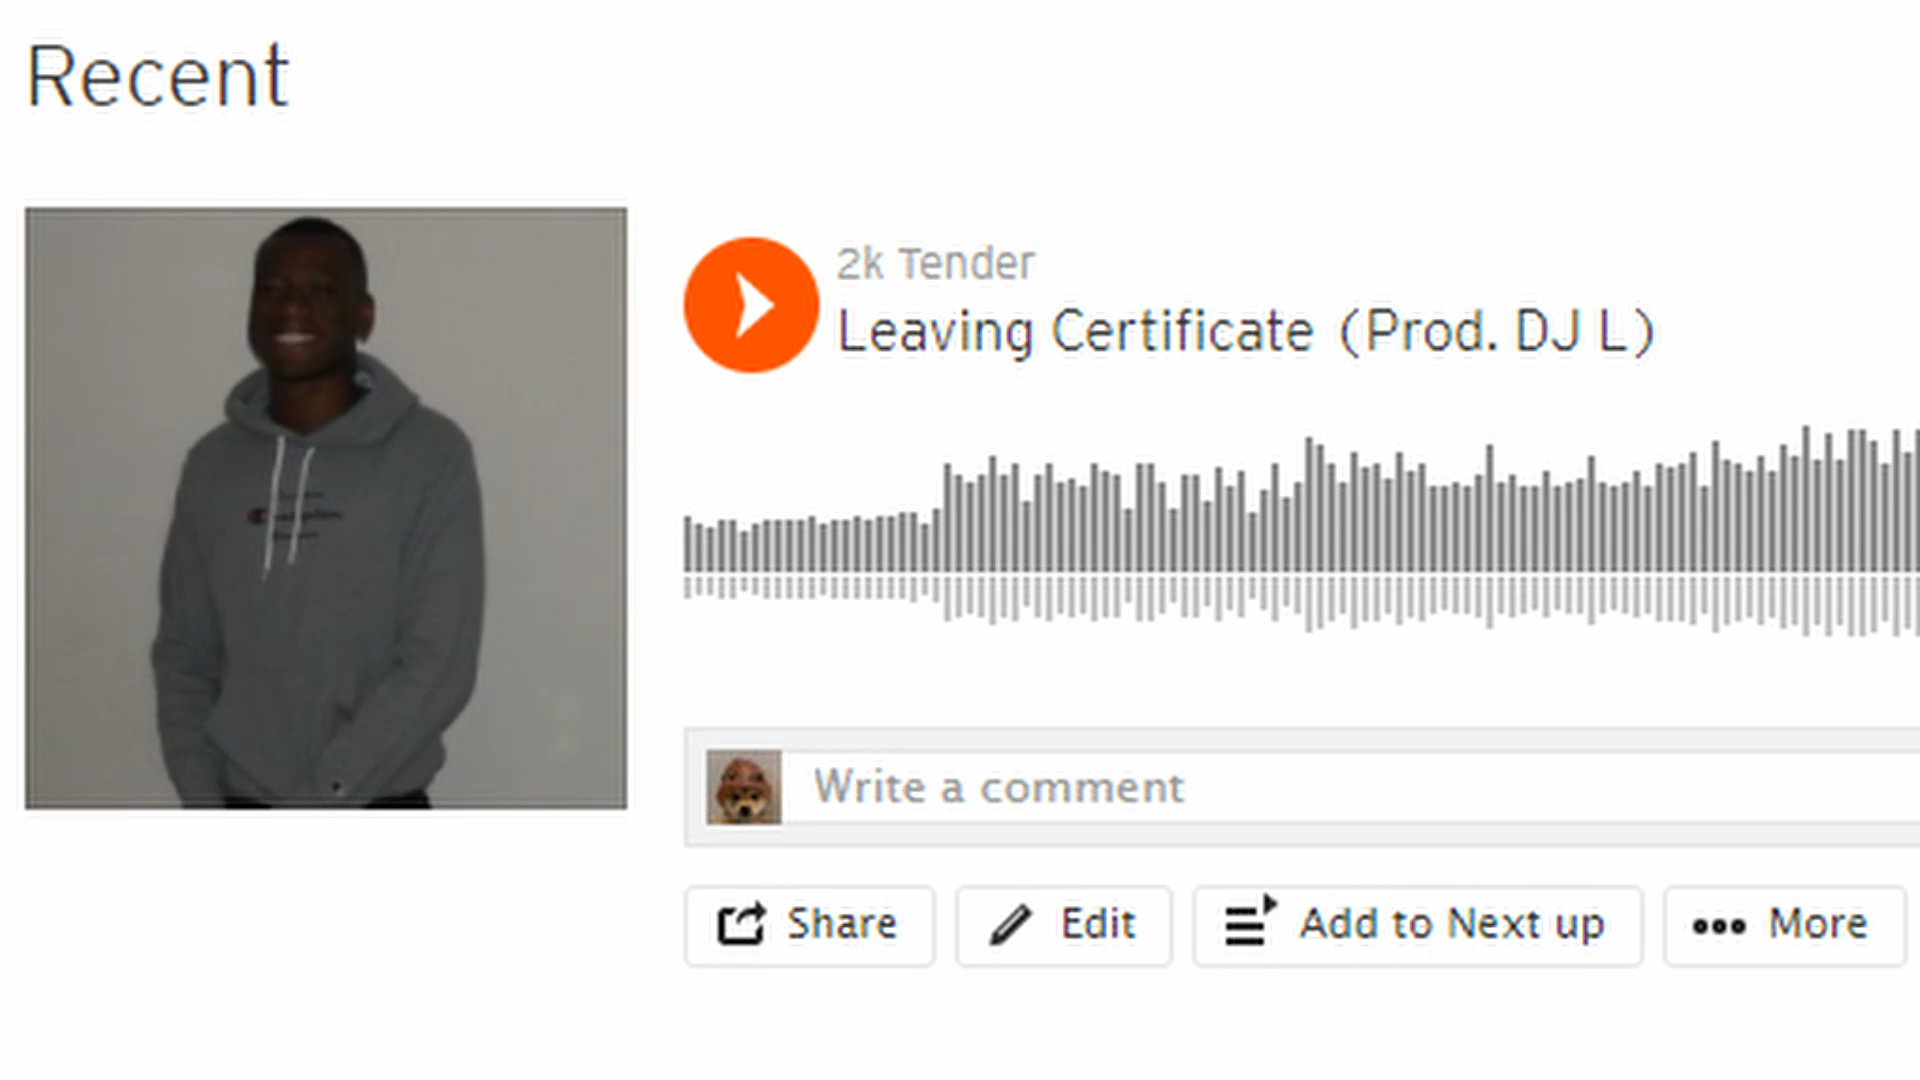 Recent
2k Tender
Leaving Certificate (Prod. DJ L)
Write a comment
Share
Edit
Add to Next up
More